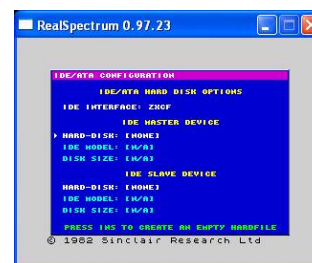 RealSpectrum 0.97.23
IDE/ATA CONFIGURATION
IDE/ATA HARD DISK OPTIONS
IDE INTERFACE: ZXCF
IDE MASTER DEVICE
HARD-DISK: [NONE]
IDE MODEL: [N/A]
DISK SIZE: [N/A]
IDE SLAVE DEVICE
HARD-DISK: [NONE]
IDE MODEL: [N/A]
DISK SIZE: [N/A]
PRESS INS TO CREATE AN EMPTY HARDFILE
© 1982 Sinclair Research Ltd